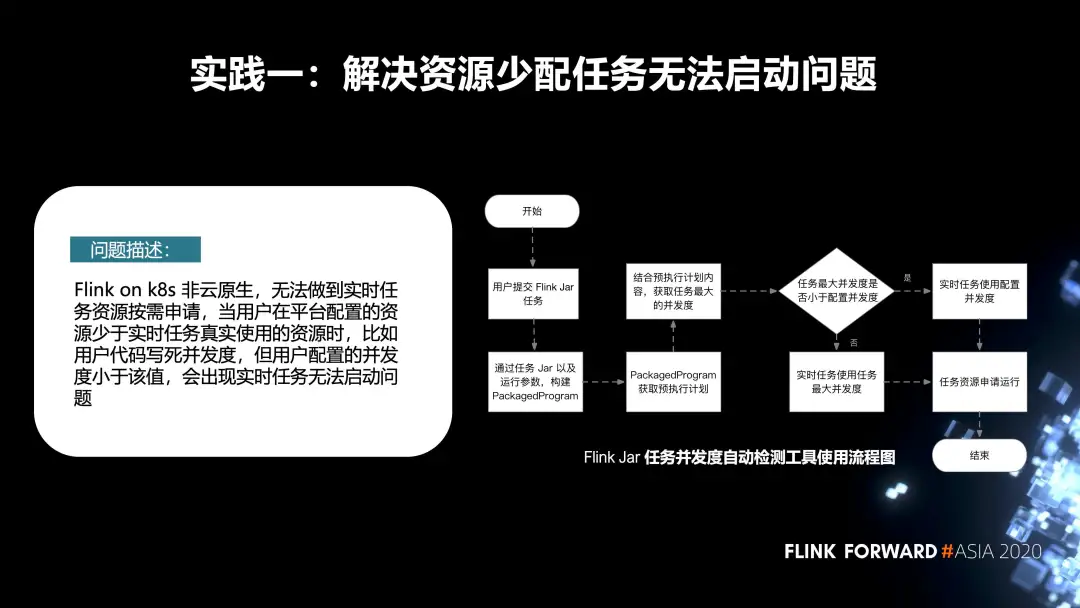 实践一：解决资源少配任务无法启动问题
问题描述：
Flink on k8s 非云原生，无法做到实时任
务资源按需申请，当用户在平台配置的资
源少于实时任务真实使用的资源时，比如
用户代码写死并发度，但用户配置的并发
度小于该值，会出现实时任务无法启动问
题
开始
用户提交 Flink Jar
任务
通过任务 Jar 以及
运行参数，构建
PackagedProgram
PackagedProgram
获取预执行计划
结合预执行计划内
容，获取任务最大
的并发度
任务最大并发度是
否小于配置并发度
是
实时任务使用配置
并发度
否
实时任务使用任务
最大并发度
任务资源申请运行
结束
Flink Jar 任务并发度自动检测工具使用流程图
FLINK FORWARD #ASIA 2020